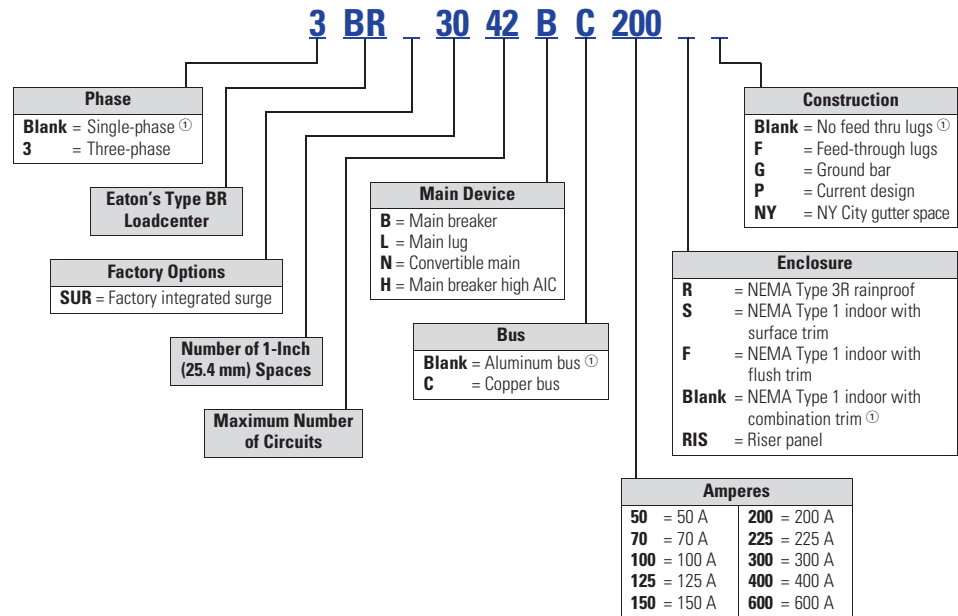 3 BR _ 30 42 B C 200 _ _
Phase
Blank = Single-phase ①
3 = Three-phase
Eaton's Type BR
Loadcenter
Factory Options
SUR = Factory integrated surge
Number of 1-Inch
(25.4 mm) Spaces
Maximum Number
of Circuits
Main Device
B = Main breaker
L = Main lug
N = Convertible main
H = Main breaker high AIC
Bus
Blank = Aluminum bus ①
C = Copper bus
Construction
Blank = No feed thru lugs ①
F = Feed-through lugs
G = Ground bar
P = Current design
NY = NY City gutter space
Enclosure
R = NEMA Type 3R rainproof
S = NEMA Type 1 indoor with
surface trim
F = NEMA Type 1 indoor with
flush trim
Blank = NEMA Type 1 indoor with
combination trim ①
RIS = Riser panel
Amperes
50 = 50 A 200 = 200 A
70 = 70 A 225 = 225 A
100 = 100 A 300 = 300 A
125 = 125 A 400 = 400 A
150 = 150 A 600 = 600 A